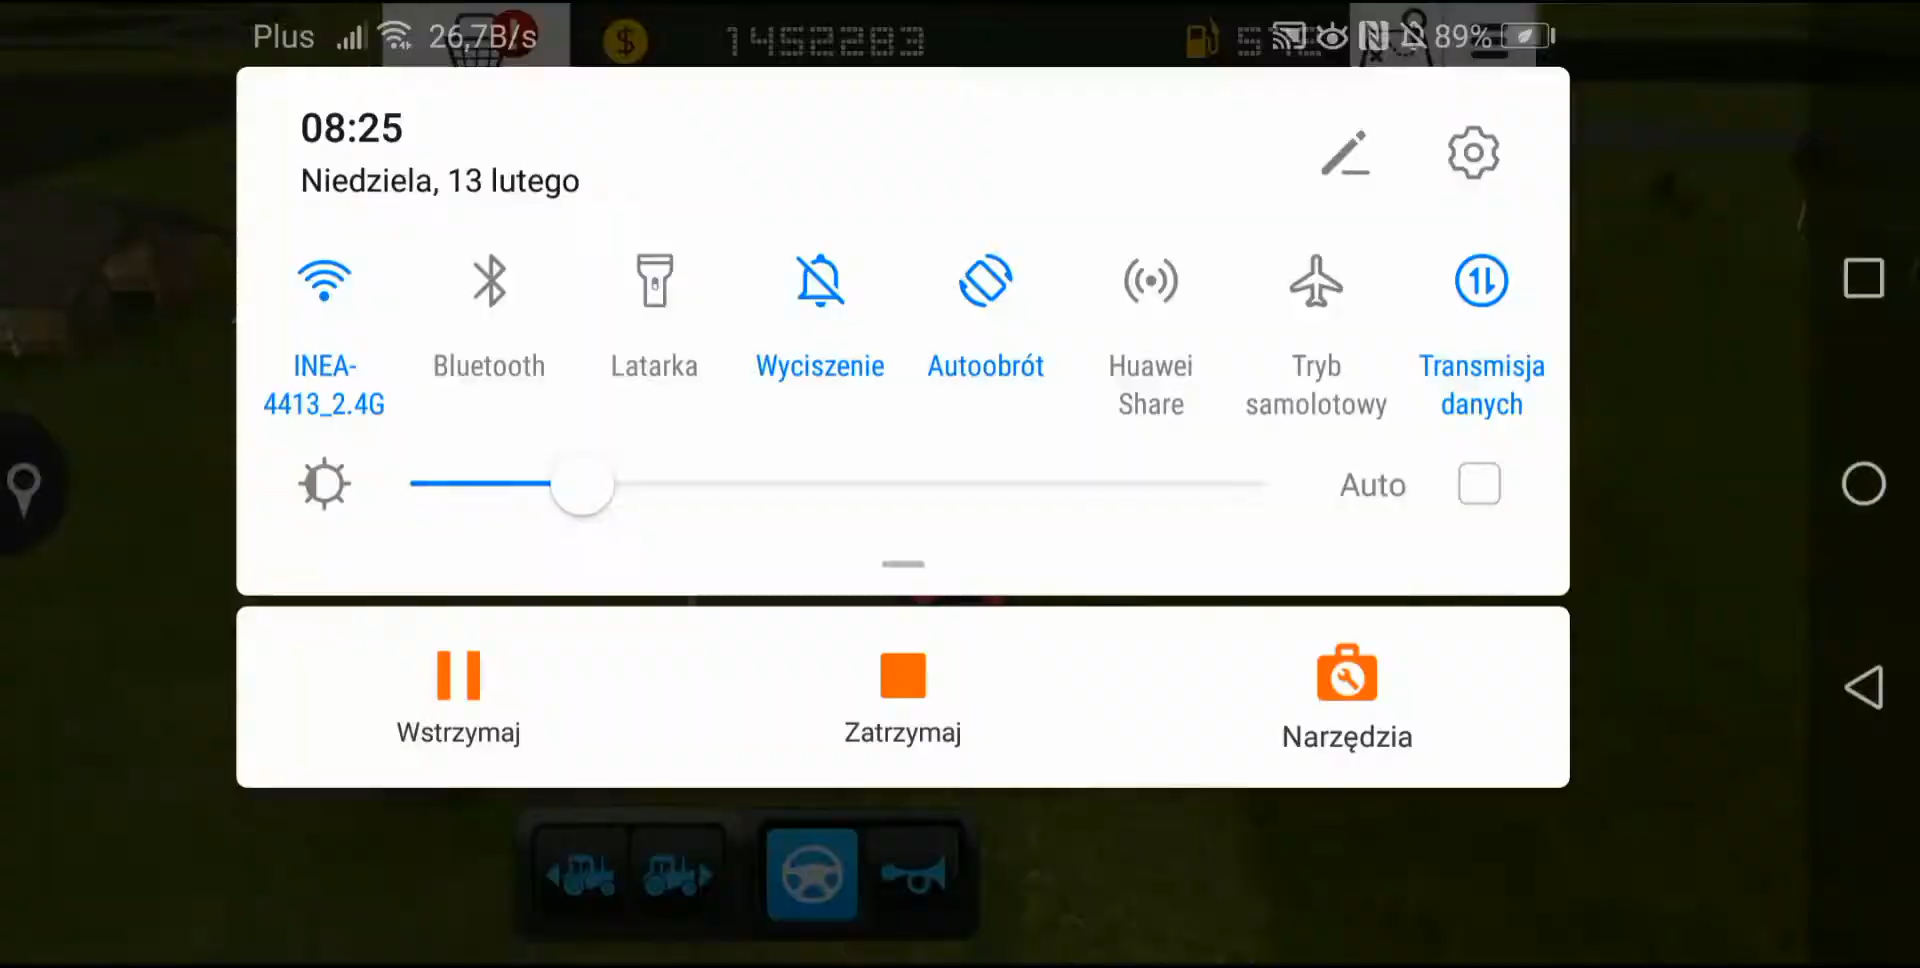 Plus 26,7B/s 1452283 89%
08:25
Niedziela, 13 lutego
INEA-
4413_2.4G
Bluetooth
Latarka
Wyciszenie
Autoobrót
Huawei
Share
Tryb
samolotowy
Transmisja
danych
Auto
Wstrzymaj
Zatrzymaj
Narzędzia